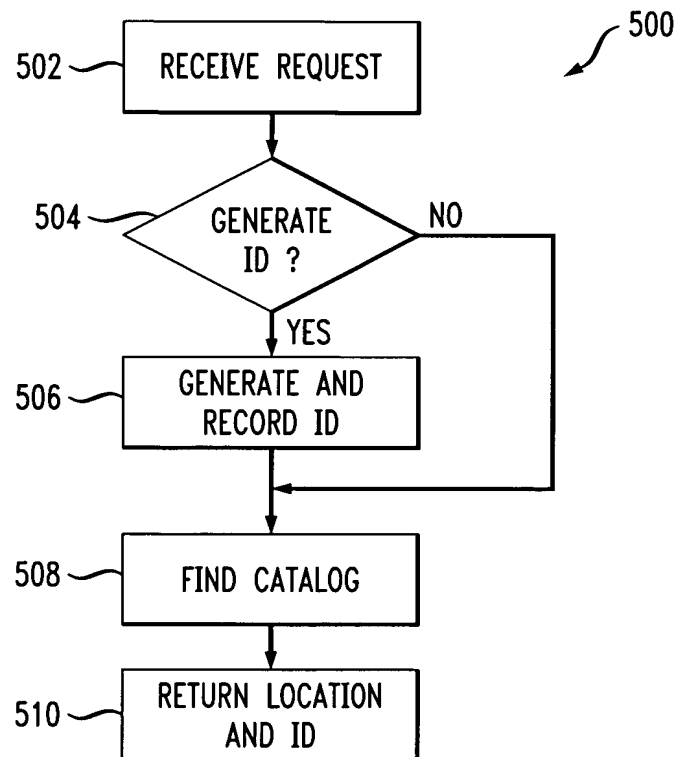 500
502
RECEIVE REQUEST
504
GENERATE
ID ?
NO
YES
506
GENERATE AND
RECORD ID
508
FIND CATALOG
510
RETURN LOCATION
AND ID